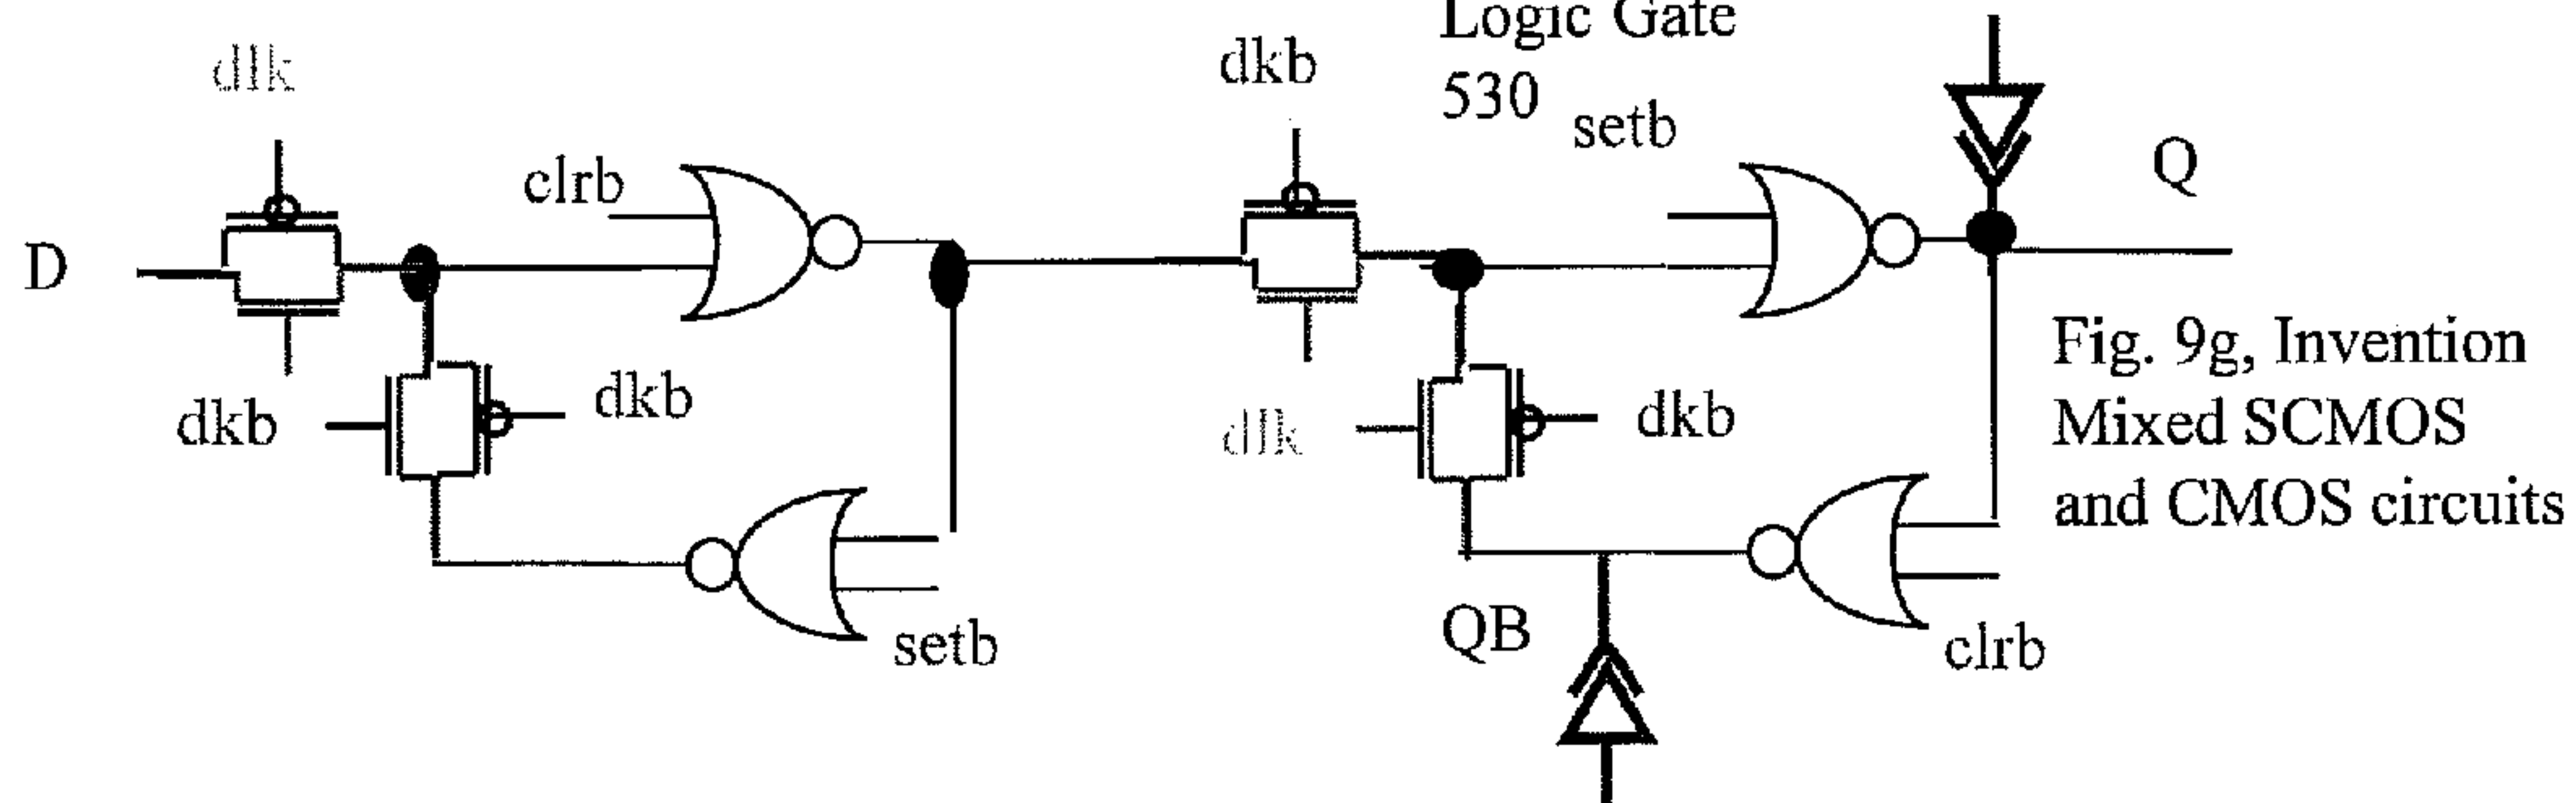 Logic Gate
530
dlk
dkb
setb
clrb
Q
D
dkb
dkb
dlk
dkb
Fig. 9g, Invention
Mixed SCMOS
and CMOS circuits
setb
QB
clrb